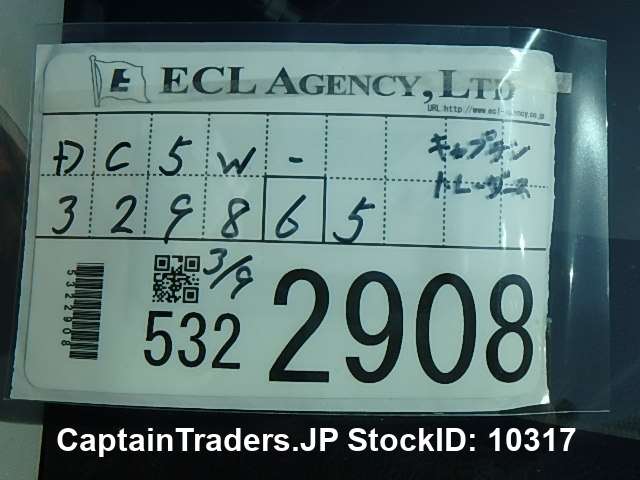 ECL AGENCY, LTD
URL:http://www.ecl-agency.co.jp
DC5W-
キャプテン
トレーダース
329865
3/9
5322908
532 2908
CaptainTraders.JP StockID: 10317